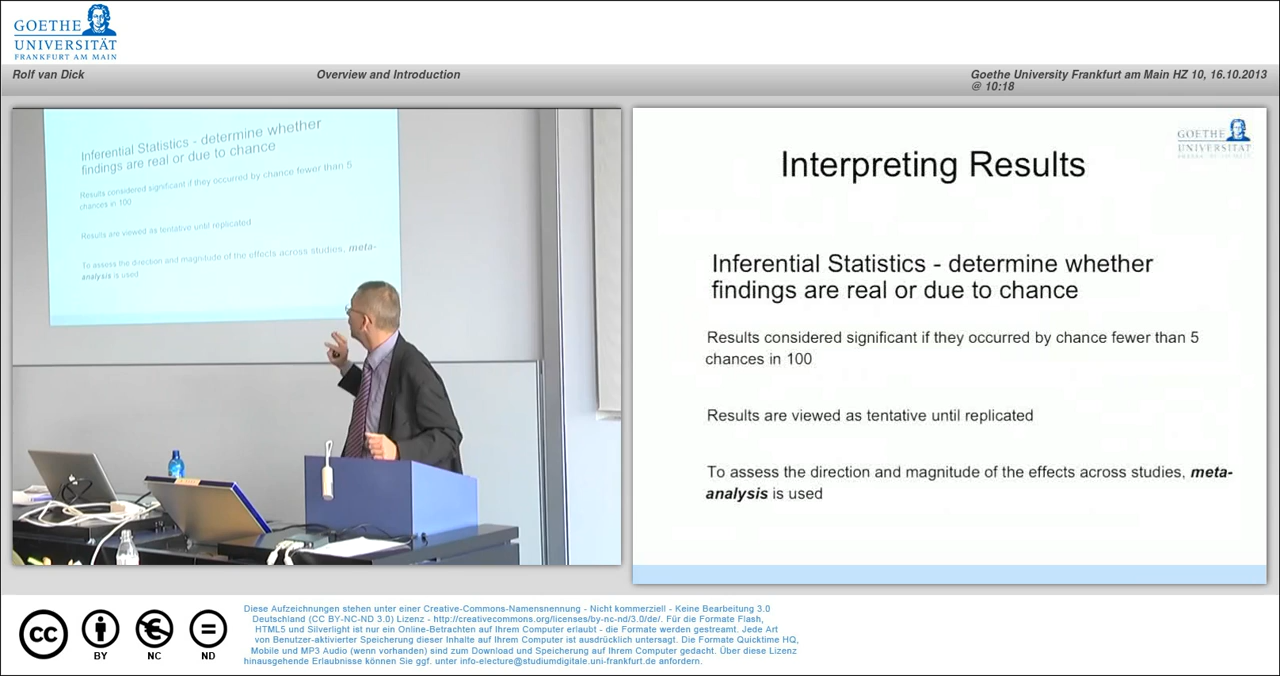 GOETHE
UNIVERSITÄT
FRANKFURT AM MAIN
Rolf van Dick
Overview and Introduction
Goethe University Frankfurt am Main HZ 10, 16.10.2013
@ 10:18
Inferential Statistics - determine whether
findings are real or due to chance
Results considered significant if they occurred by chance fewer than 5
chances in 100
Results are viewed as tentative until replicated
To assess the direction and magnitude of the effects across studies, meta-
analysis is used
GOETHE
UNIVERSITÄT
FRANKFURT AM MAIN
Interpreting Results
Inferential Statistics - determine whether
findings are real or due to chance
Results considered significant if they occurred by chance fewer than 5
chances in 100
Results are viewed as tentative until replicated
To assess the direction and magnitude of the effects across studies, meta-
analysis is used
cc
BY
NC
ND
Diese Aufzeichnungen stehen unter einer Creative-Commons-Namensnennung - Nicht kommerziell - Keine Bearbeitung 3.0
Deutschland (CC BY-NC-ND 3.0) Lizenz - http://creativecommons.org/licenses/by-nc-nd/3.0/de/. Für die Formate Flash,
HTML5 und Silverlight ist nur ein Online-Betrachten auf Ihrem Computer erlaubt - die Formate werden gestreamt. Jede Art
von Benutzer-aktivierter Speicherung dieser Inhalte auf Ihrem Computer ist ausdrücklich untersagt. Die Formate Quicktime HQ,
Mobile und MP3 Audio (wenn vorhanden) sind zum Download und Speicherung auf Ihrem Computer gedacht. Über diese Lizenz
hinausgehende Erlaubnisse können Sie ggf. unter info-electure@studiumdigitale.uni-frankfurt.de anfordern.